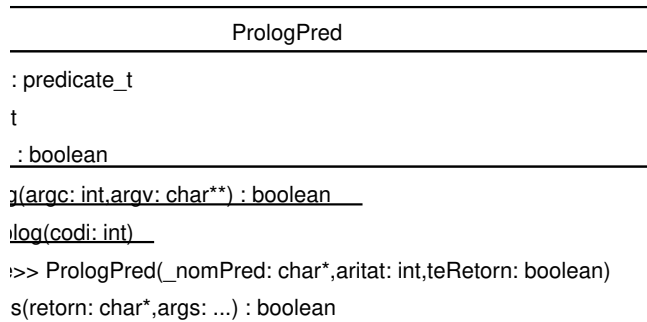 PrologPred
: predicate_t
t
: boolean
g(argc: int,argv: char**) : boolean
log(codi: int)
e>> PrologPred(_nomPred: char*,aritat: int,teRetorn: boolean)
s(retorn: char*,args: ...) : boolean